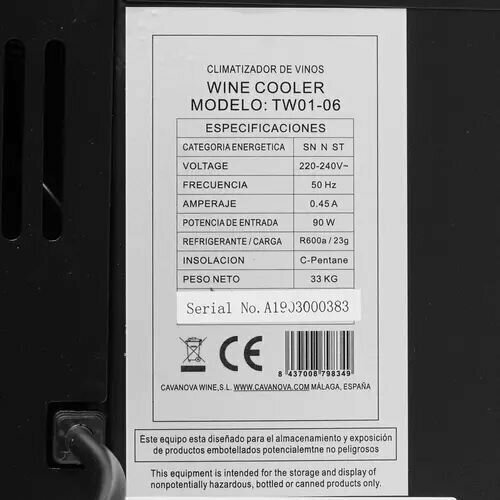 CLIMATIZADOR DE VINOS
WINE COOLER
MODELO: TW01-06
ESPECIFICACIONES
CATEGORIA ENERGETICA SN N ST
VOLTAGE 220-240V~
FRECUENCIA 50 Hz
AMPERAJE 0.45 A
POTENCIA DE ENTRADA 90 W
REFRIGERANTE / CARGA R600a / 23g
INSOLACION C-Pentane
PESO NETO 33 KG
Serial No. A1903000383
CE
8 437008 798349
CAVANOVA WINE,S.L. WWW.CAVANOVA.COM MÁLAGA, ESPAÑA
Este equipo esta diseñado para el almacenamiento y exposición
de productos embotellados potencialemtne no peligrosos
This equipment is intended for the storage and display of
nonpotentially hazardous, bottled or canned products only.